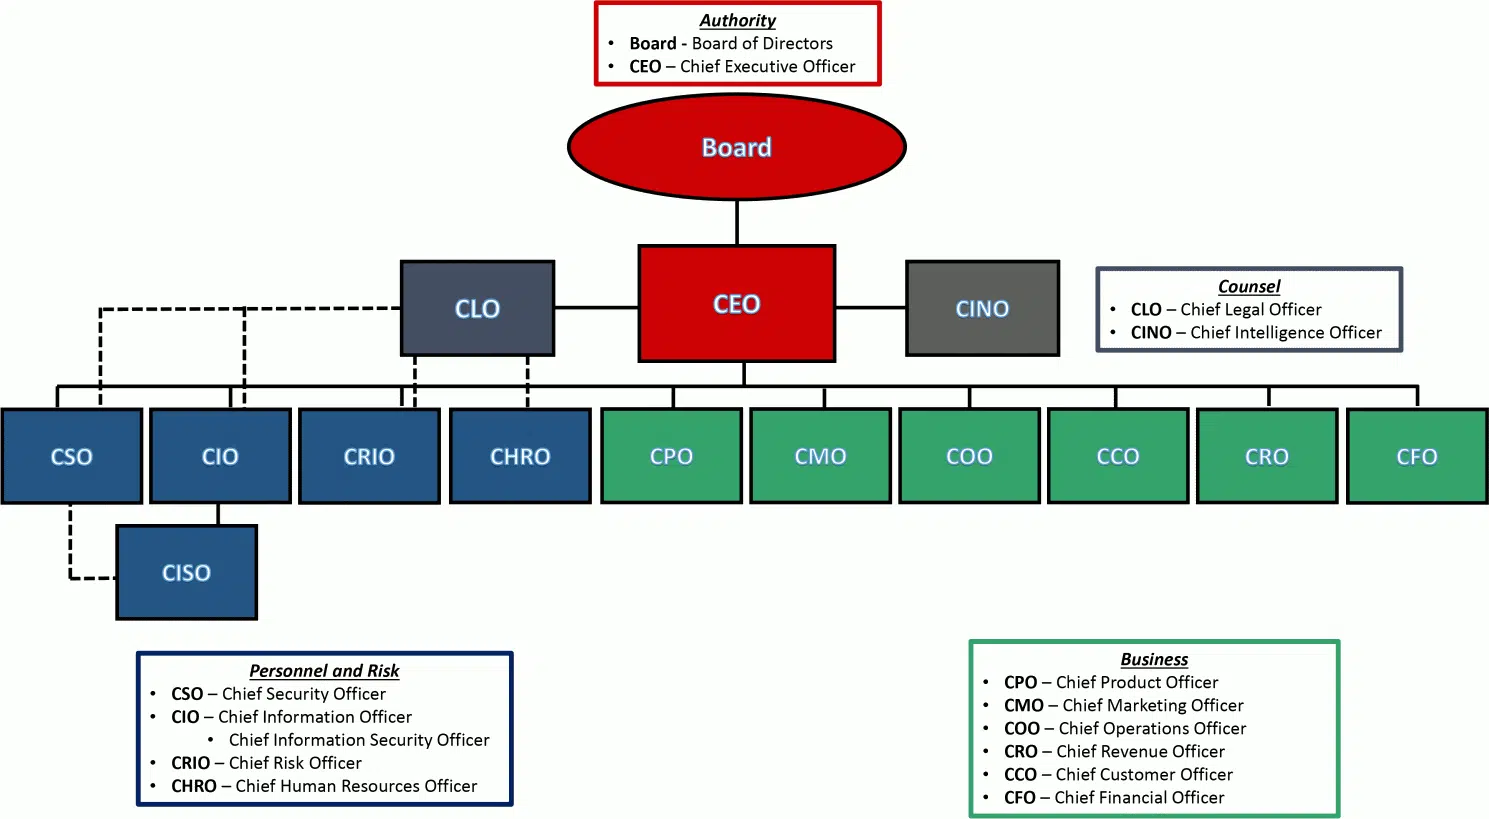 Authority
• Board - Board of Directors
• CEO – Chief Executive Officer
Board
CLO
CEO
CINO
Counsel
• CLO – Chief Legal Officer
• CINO – Chief Intelligence Officer
CSO
CIO
CRIO
CHRO
CPO
CMO
COO
CCO
CRO
CFO
CISO
Personnel and Risk
• CSO – Chief Security Officer
• CIO – Chief Information Officer
• Chief Information Security Officer
• CRIO – Chief Risk Officer
• CHRO – Chief Human Resources Officer
Business
• CPO – Chief Product Officer
• CMO – Chief Marketing Officer
• COO – Chief Operations Officer
• CRO – Chief Revenue Officer
• CCO – Chief Customer Officer
• CFO – Chief Financial Officer